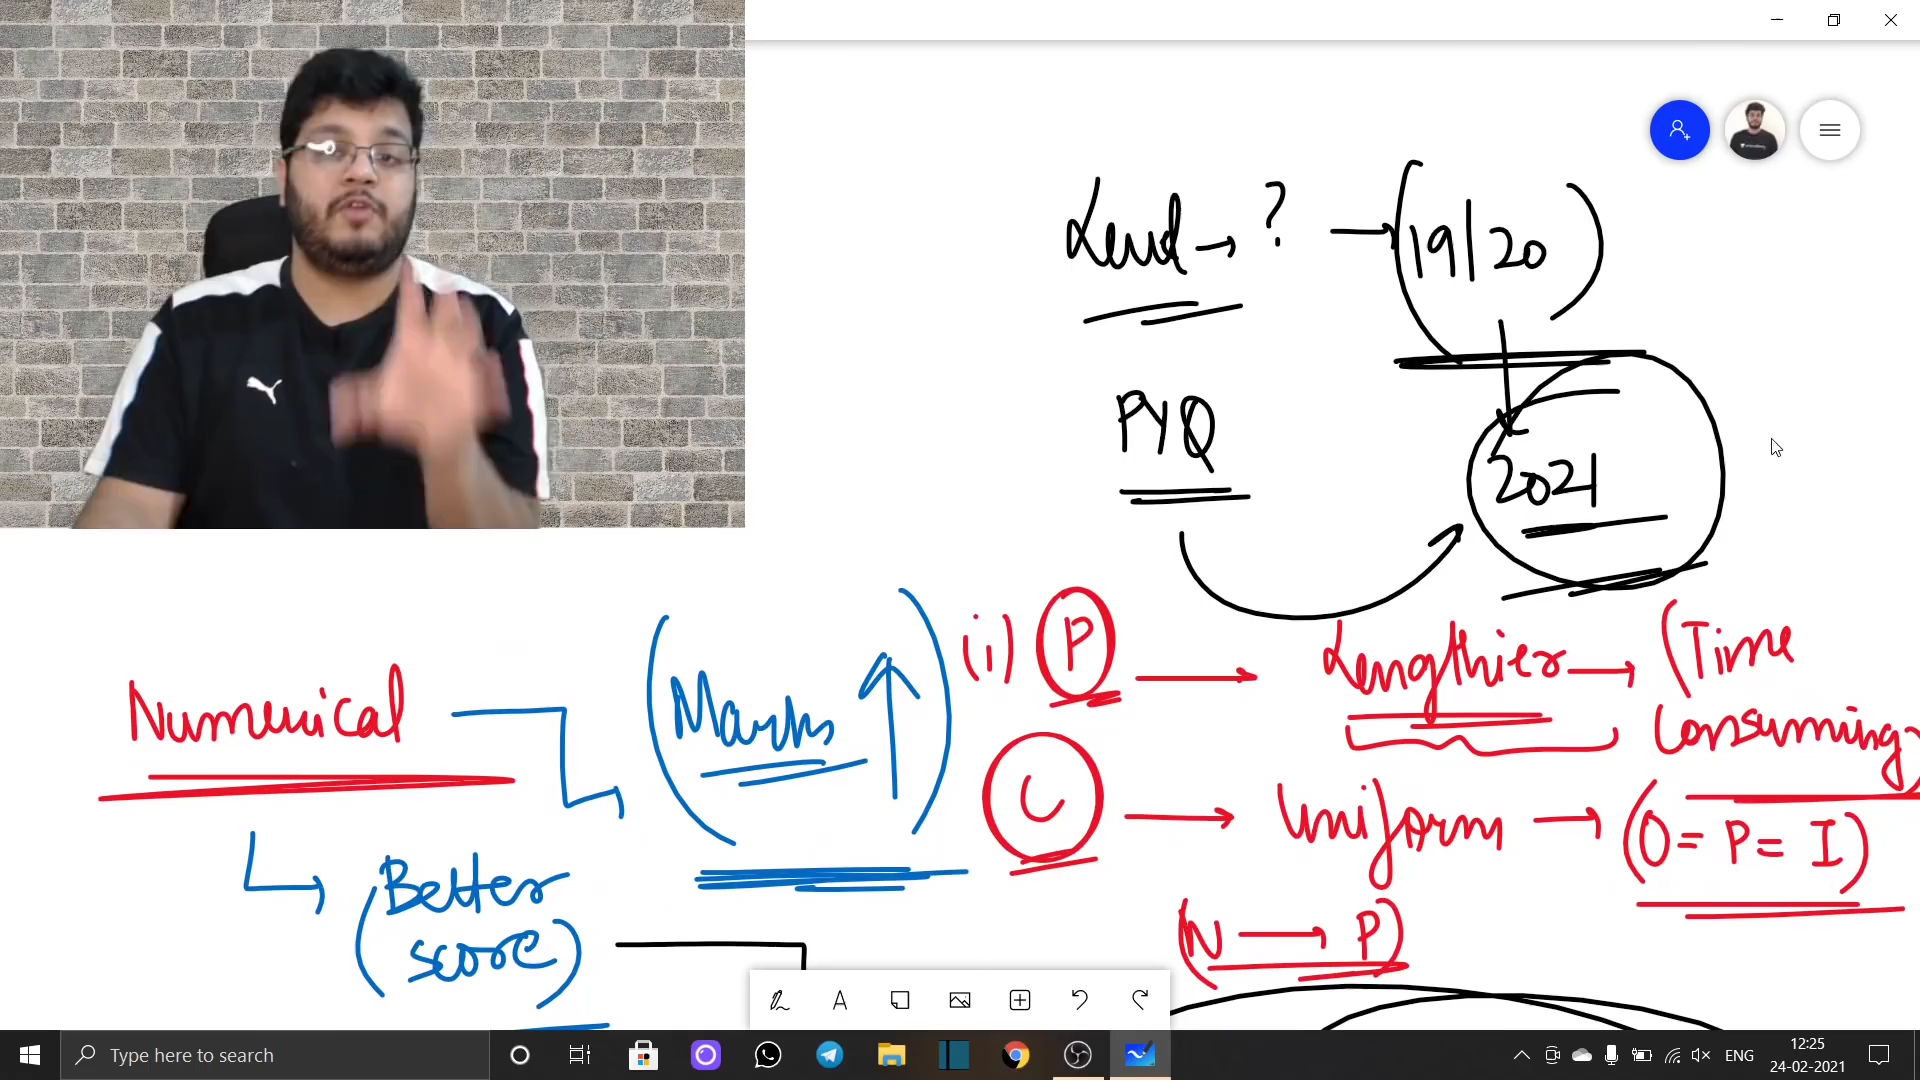 Level → ? → (19|20)
PYQ
2021
Numerical
(Marks ↑)
(Better
score)
(i) P → Lengthier → (Time
Consuming)
C → Uniform → (O = P = I)
(N → P)
Type here to search
ENG
12:25
24-02-2021